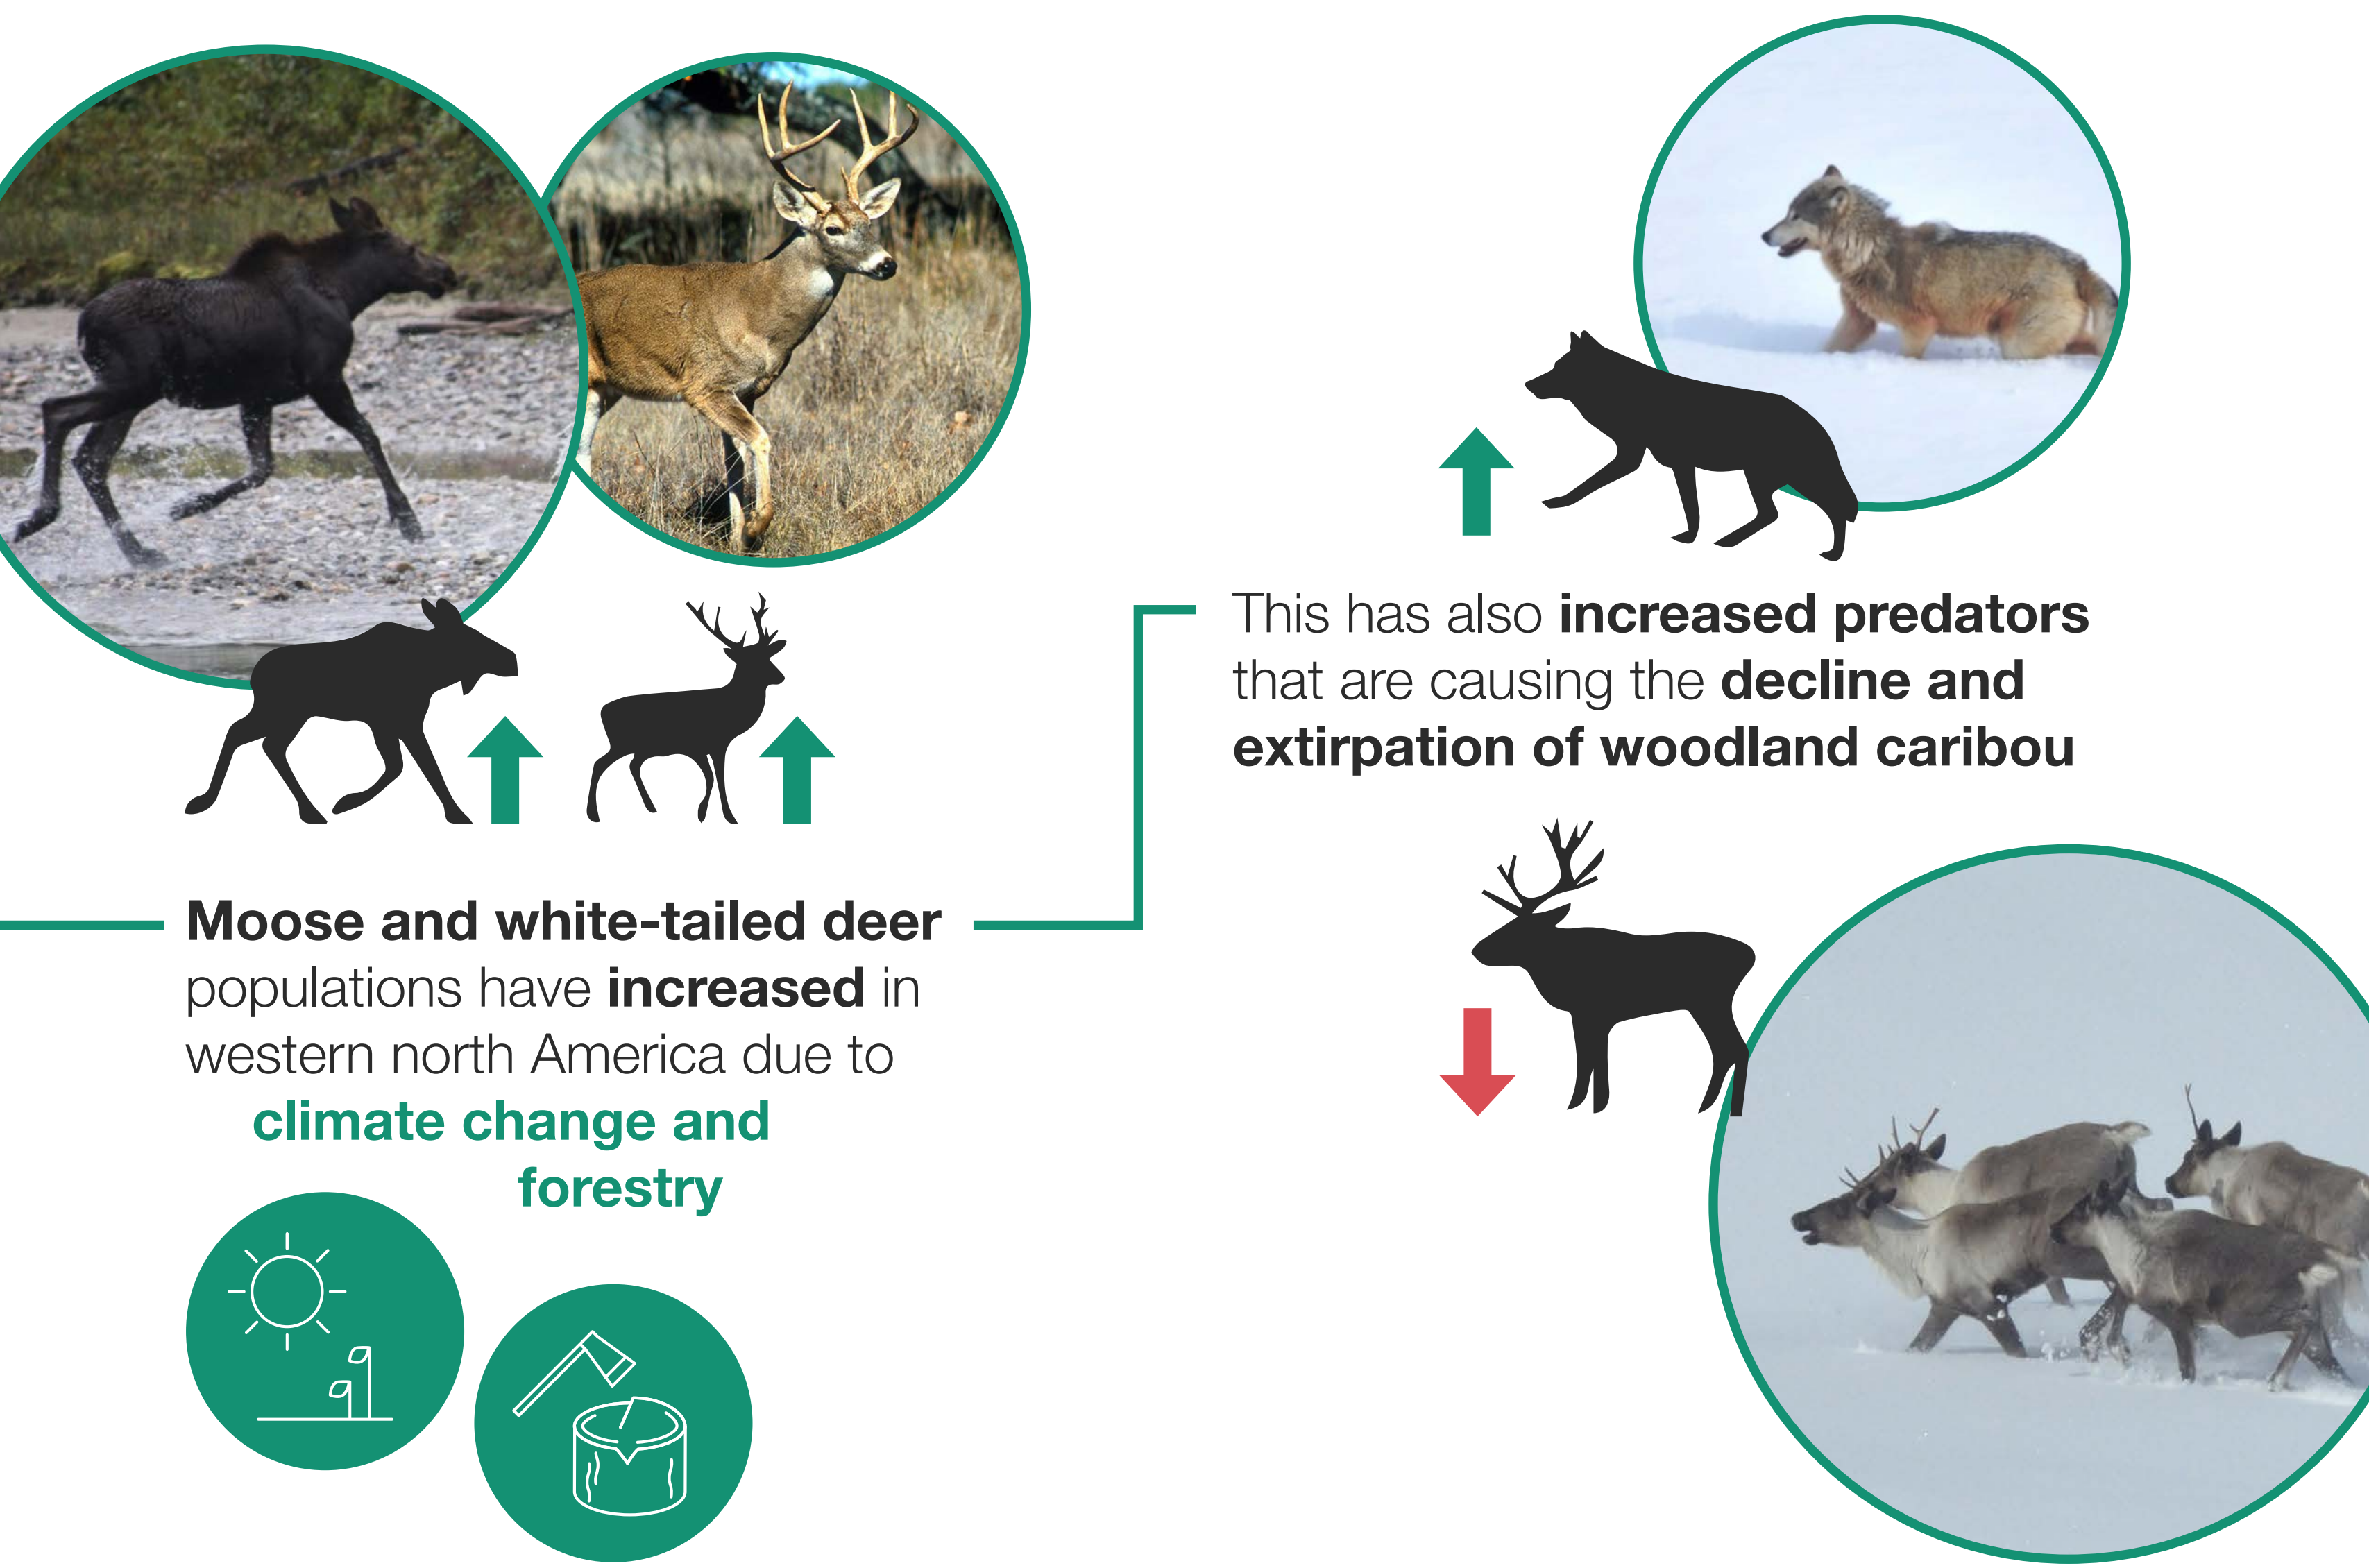 Moose and white-tailed deer
populations have increased in
western north America due to
climate change and
forestry
This has also increased predators
that are causing the decline and
extirpation of woodland caribou